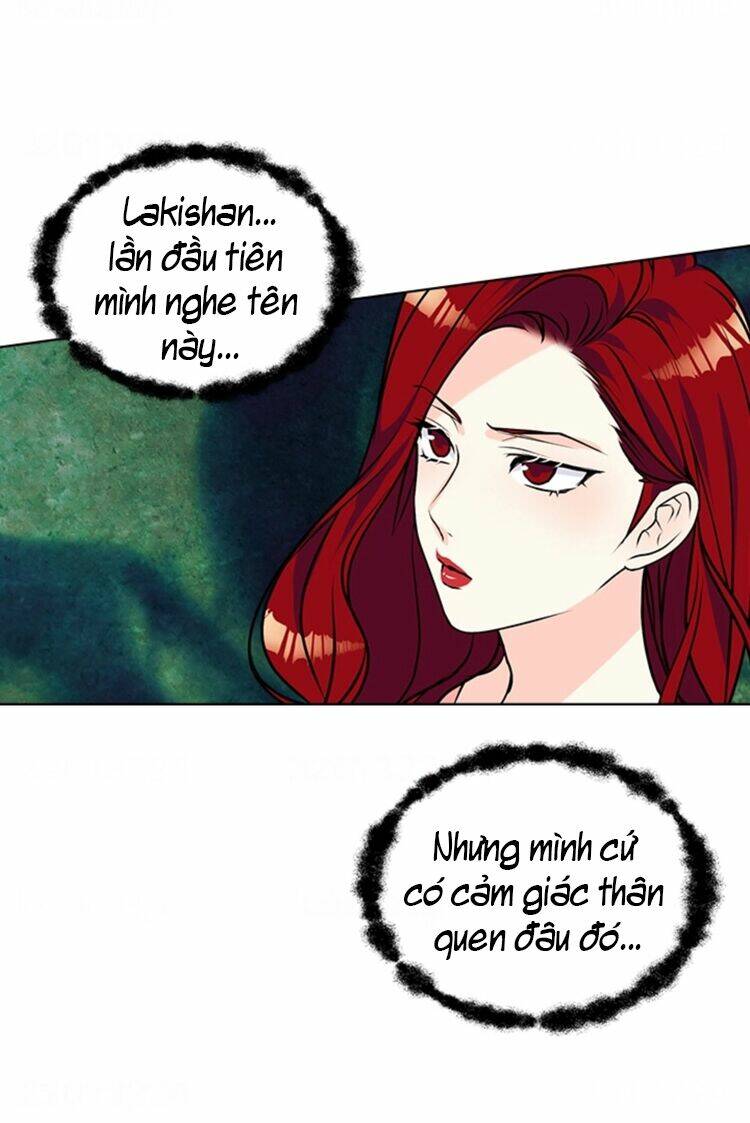 Lakishan...
lần đầu tiên
mình nghe tên
này...
Nhưng mình cứ
có cảm giác thân
quen đâu đó...